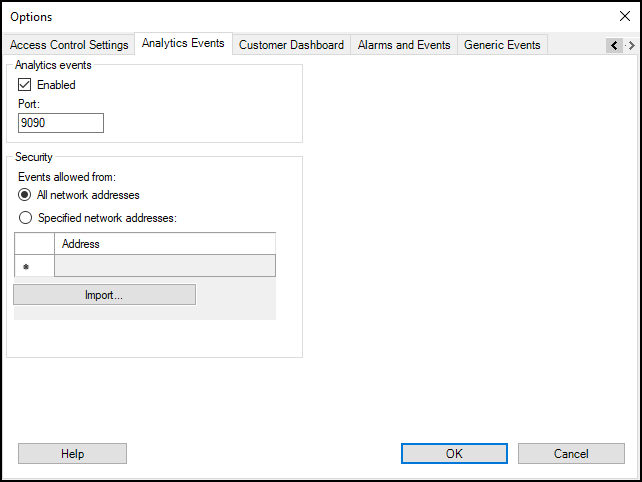 Options
Access Control Settings Analytics Events Customer Dashboard Alarms and Events Generic Events
Analytics events
Enabled
Port:
9090
Security
Events allowed from:
All network addresses
Specified network addresses:
Address
Import...
Help OK Cancel